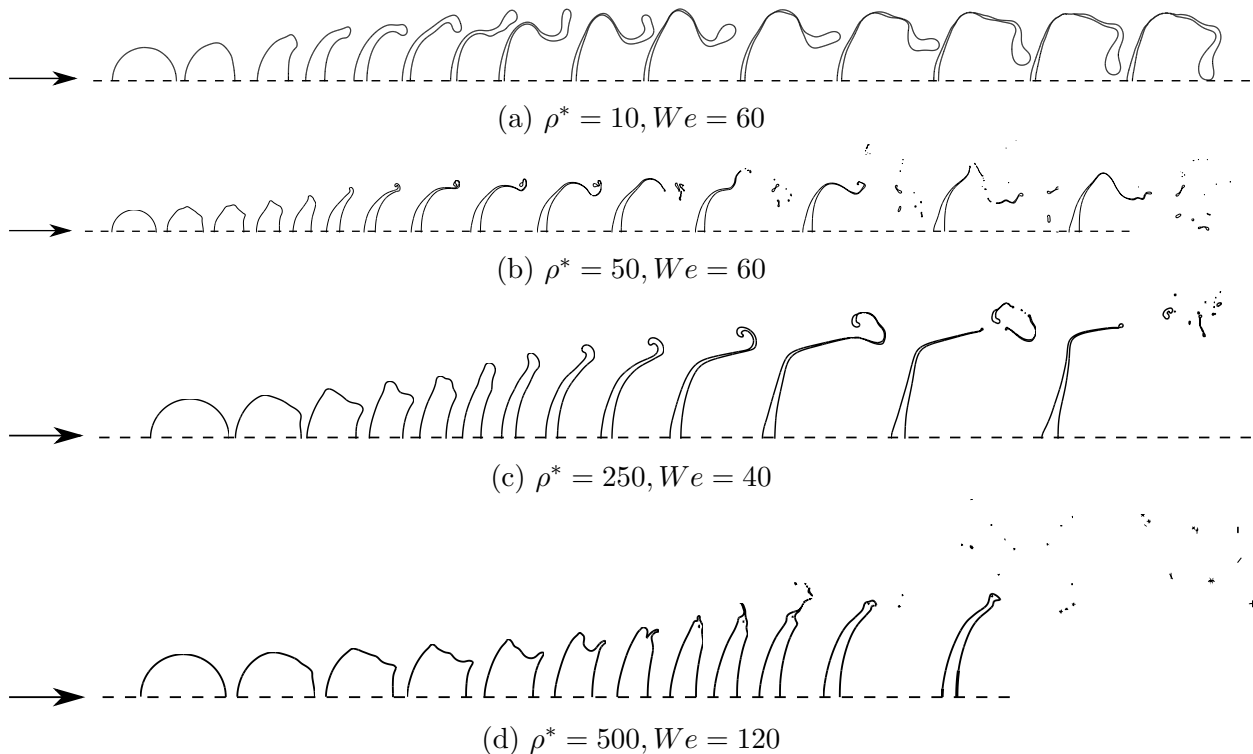 (a) ρ* = 10, We = 60
(b) ρ* = 50, We = 60
(c) ρ* = 250, We = 40
(d) ρ* = 500, We = 120